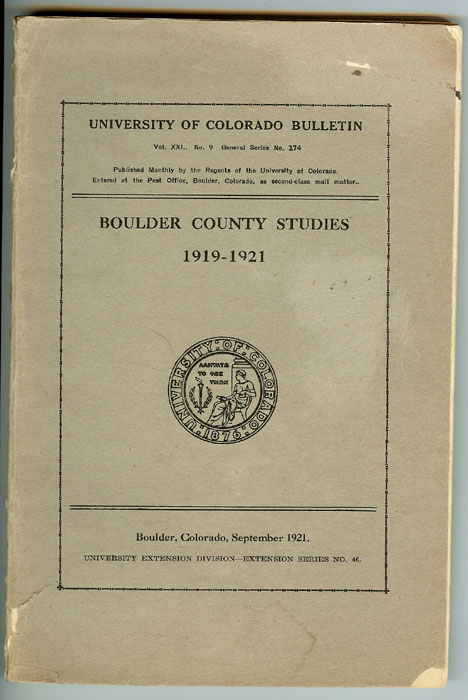 UNIVERSITY OF COLORADO BULLETIN
Vol. XXI., No. 9 General Series No. 174
Published Monthly by the Regents of the University of Colorado.
Entered at the Post Office, Boulder, Colorado, as second-class mail matter..
BOULDER COUNTY STUDIES
1919-1921
UNIVERSITY·OF·COLORADO
·1876·
Boulder, Colorado, September 1921.
UNIVERSITY EXTENSION DIVISION—EXTENSION SERIES NO. 46.